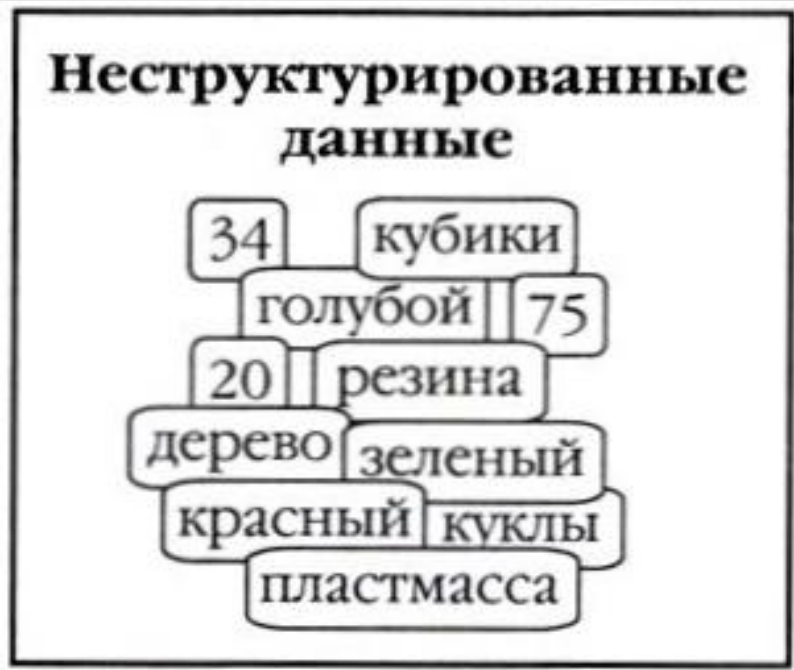 Неструктурированные
данные
34 кубики
голубой 75
20 резина
дерево зеленый
красный куклы
пластмасса